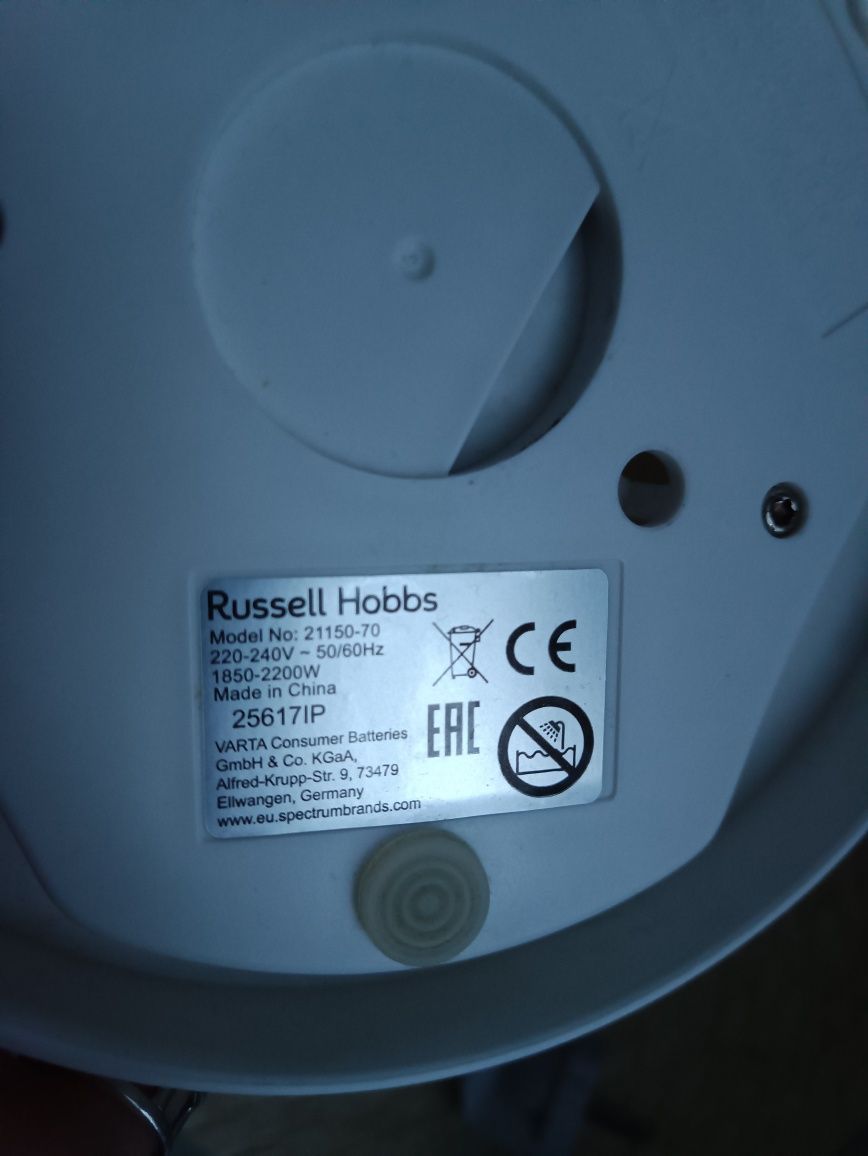 Russell Hobbs
Model No: 21150-70
220-240V ~ 50/60Hz
1850-2200W
Made in China
25617IP
VARTA Consumer Batteries
GmbH & Co. KGaA,
Alfred-Krupp-Str. 9, 73479
Ellwangen, Germany
www.eu.spectrumbrands.com
CE
EAC